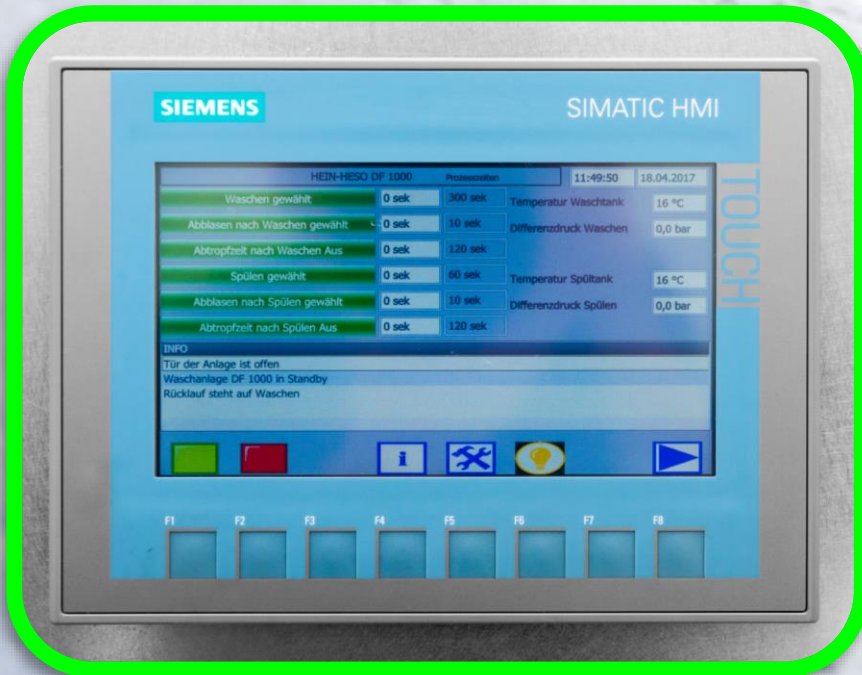 SIEMENS SIMATIC HMI
TOUCH
HEIN-HESO DF 1000 Prozesszeiten 11:49:50 18.04.2017
Waschen gewählt 0 sek 300 sek Temperatur Waschtank 16 °C
Abblasen nach Waschen gewählt 0 sek 10 sek Differenzdruck Waschen 0,0 bar
Abtropfzeit nach Waschen Aus 0 sek 120 sek
Spülen gewählt 0 sek 60 sek Temperatur Spültank 16 °C
Abblasen nach Spülen gewählt 0 sek 10 sek Differenzdruck Spülen 0,0 bar
Abtropfzeit nach Spülen Aus 0 sek 120 sek
INFO
Tür der Anlage ist offen
Waschanlage DF 1000 in Standby
Rücklauf steht auf Waschen
i
F1 F2 F3 F4 F5 F6 F7 F8